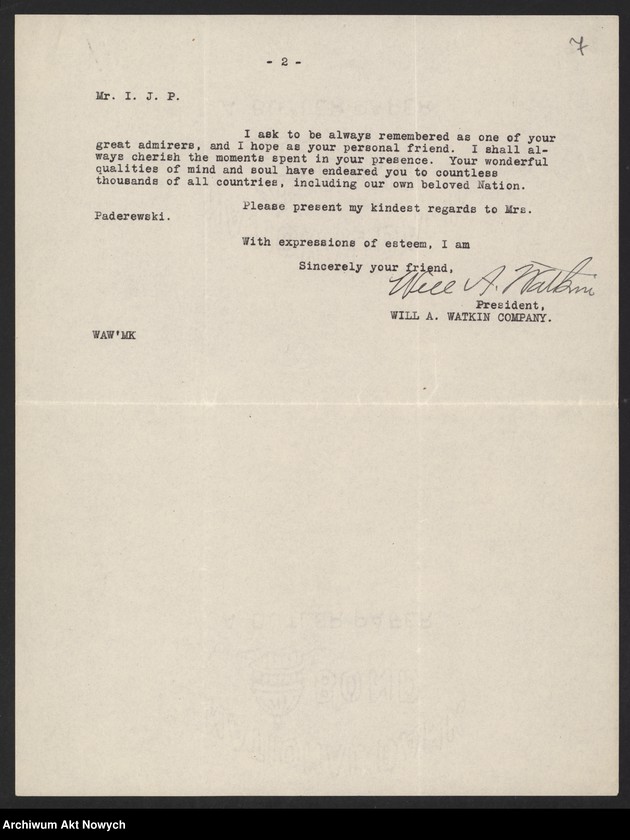 7
- 2 -
Mr. I. J. P.
I ask to be always remembered as one of your
great admirers, and I hope as your personal friend. I shall al-
ways cherish the moments spent in your presence. Your wonderful
qualities of mind and soul have endeared you to countless
thousands of all countries, including our own beloved Nation.
Please present my kindest regards to Mrs.
Paderewski.
With expressions of esteem, I am
Sincerely your friend,
Will A. Watkin
President,
WILL A. WATKIN COMPANY.
WAW'MK
A BUTLER PAPER
BOND
Archiwum Akt Nowych